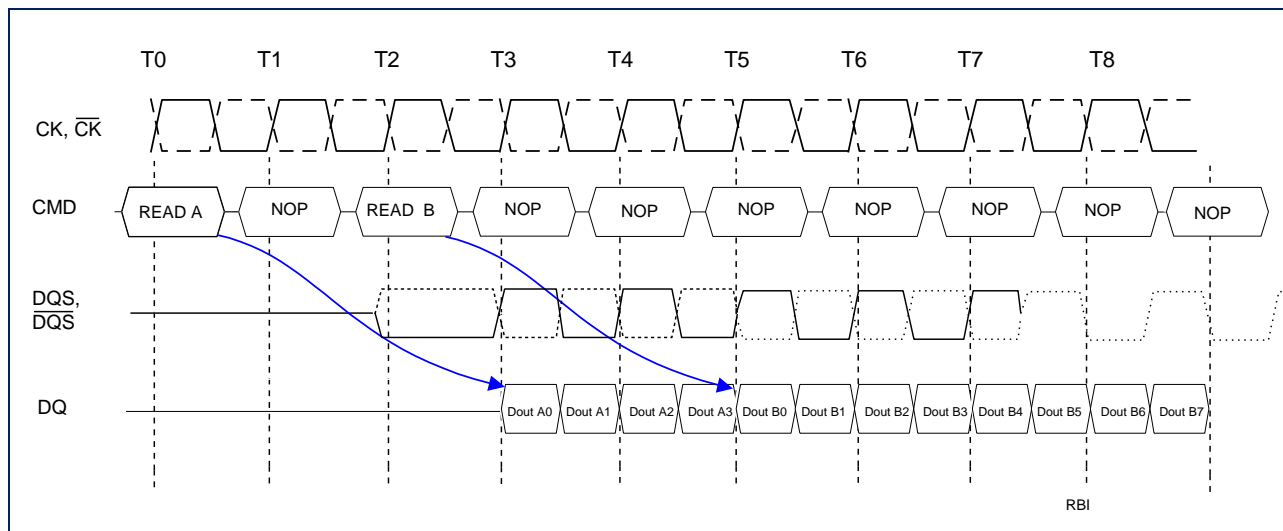 T0 T1 T2 T3 T4 T5 T6 T7 T8
CK, CK
CMD READ A NOP READ B NOP NOP NOP NOP NOP NOP NOP
DQS,
DQS
DQ Dout A0 Dout A1 Dout A2 Dout A3 Dout B0 Dout B1 Dout B2 Dout B3 Dout B4 Dout B5 Dout B6 Dout B7
RBI